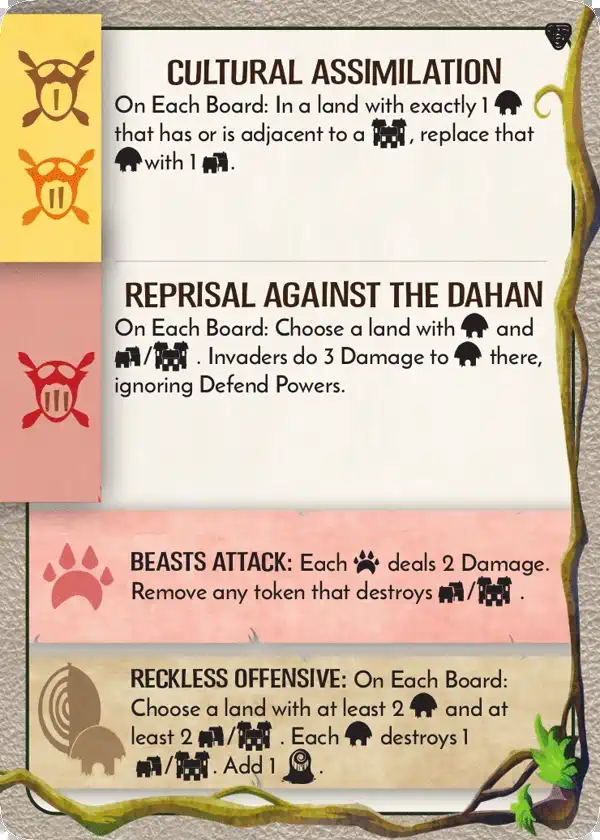 CULTURAL ASSIMILATION
On Each Board: In a land with exactly 1
that has or is adjacent to a , replace that
with 1 .
I
II
REPRISAL AGAINST THE DAHAN
On Each Board: Choose a land with and
/ . Invaders do 3 Damage to there,
ignoring Defend Powers.
III
BEASTS ATTACK: Each deals 2 Damage.
Remove any token that destroys / .
RECKLESS OFFENSIVE: On Each Board:
Choose a land with at least 2 and at
least 2 / . Each destroys 1
/ . Add 1 .